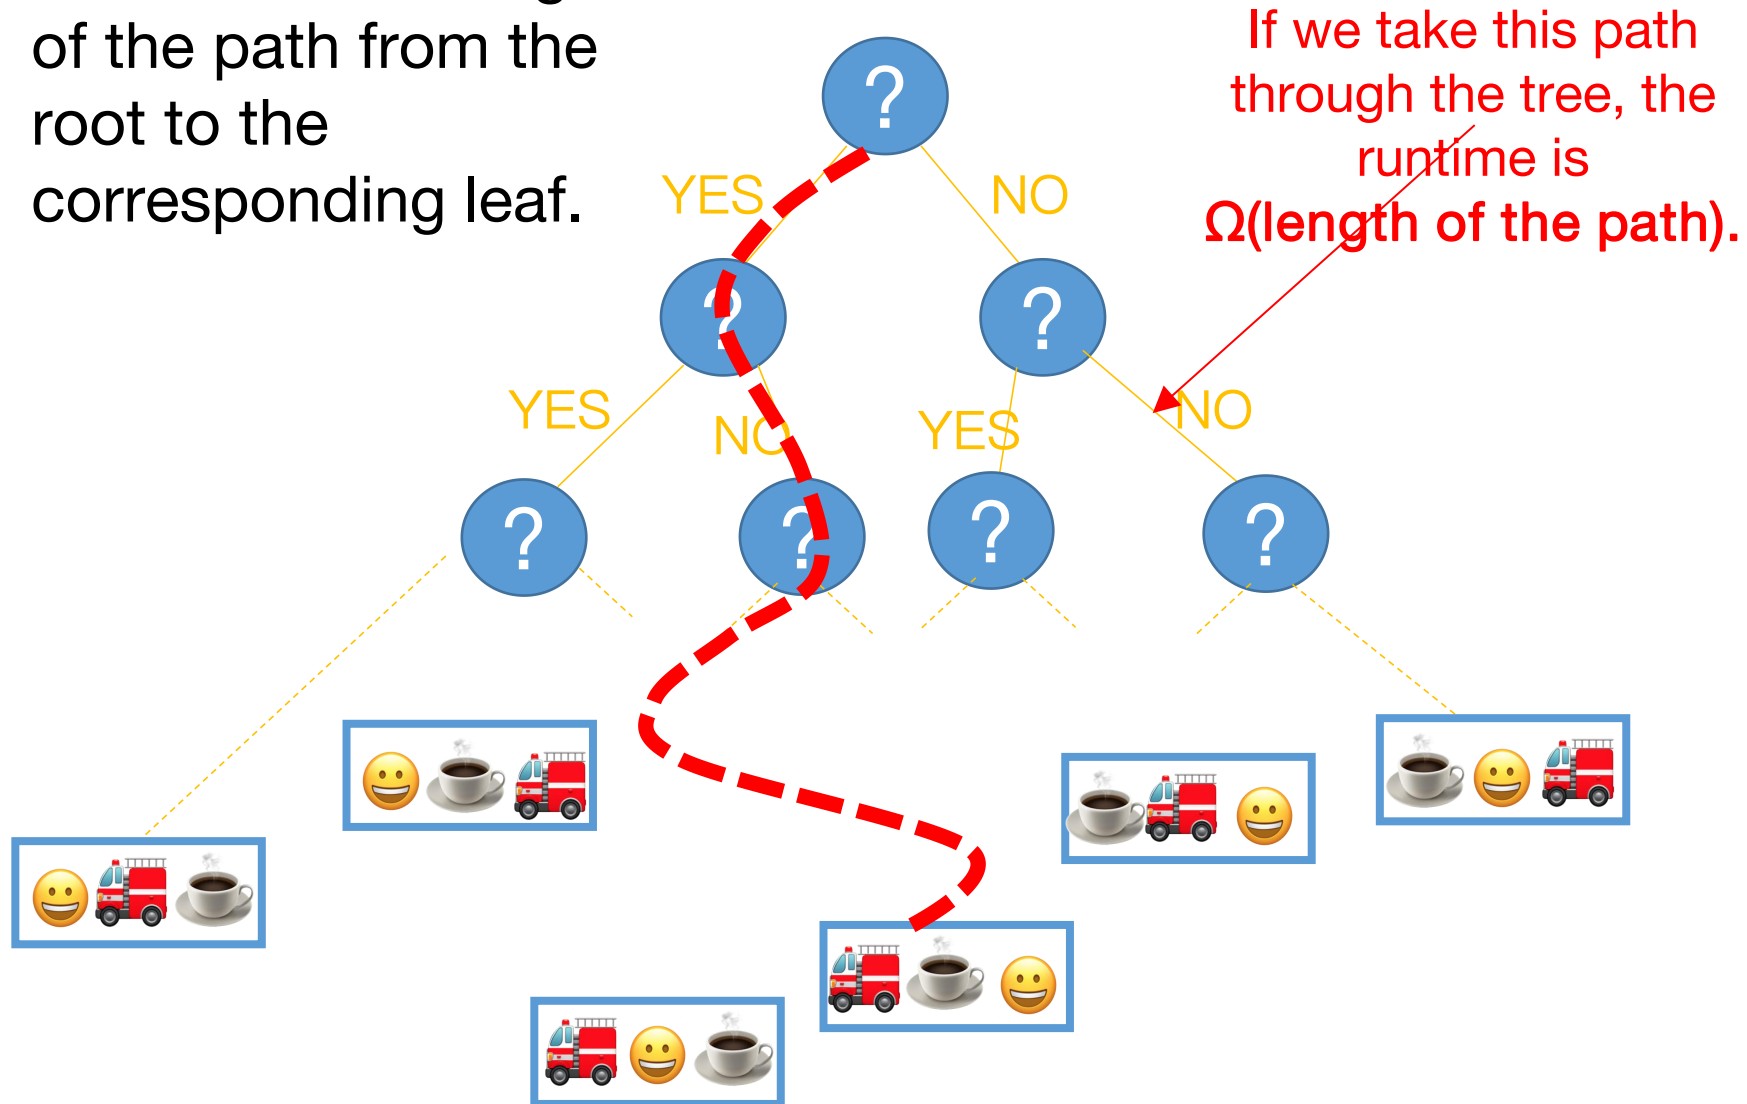 of the path from the
root to the
corresponding leaf.
If we take this path
through the tree, the
runtime is
Ω(length of the path).
?
YES
NO
?
?
YES
NO
YES
NO
?
?
?
?